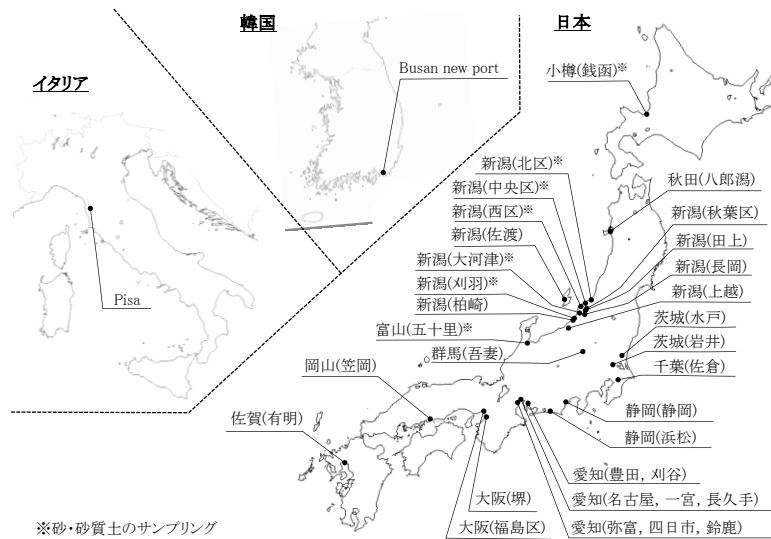 韓国
日本
イタリア
Busan new port
小樽(銭函)※
新潟(北区)※
新潟(中央区)※
新潟(西区)※
新潟(佐渡)
新潟(大河津)※
新潟(刈羽)※
新潟(柏崎)
富山(五十里)※
群馬(吾妻)
岡山(笠岡)
佐賀(有明)
秋田(八郎潟)
新潟(秋葉区)
新潟(田上)
新潟(長岡)
新潟(上越)
茨城(水戸)
茨城(岩井)
千葉(佐倉)
静岡(静岡)
静岡(浜松)
愛知(豊田, 刈谷)
愛知(名古屋, 一宮, 長久手)
愛知(弥富, 四日市, 鈴鹿)
大阪(堺)
大阪(福島区)
Pisa
※砂・砂質土のサンプリング